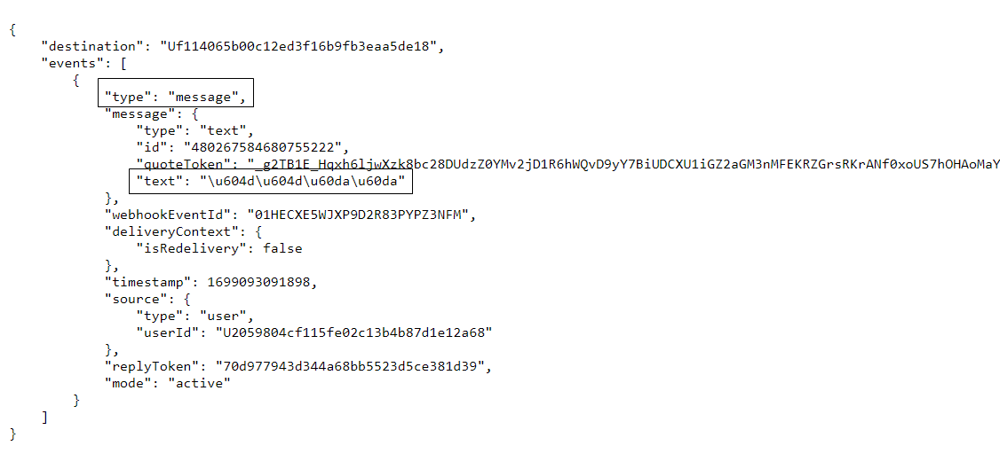 {
    "destination": "Uf114065b00c12ed3f16b9fb3eaa5de18",
    "events": [
        {
            "type": "message",
            "message": {
                "type": "text",
                "id": "480267584680755222",
                "quoteToken": "_g2TB1E_Hqxh6ljwXzk8bc28DUdzZ0YMv2jD1R6hWQvD9yY7BiUDCXU1iGZ2aGM3nMFEKRZGrsRKrANf0xoUS7hOHAoMaY
                "text": "\u604d\u604d\u60da\u60da"
            },
            "webhookEventId": "01HECXE5WJXP9D2R83PYPZ3NFM",
            "deliveryContext": {
                "isRedelivery": false
            },
            "timestamp": 1699093091898,
            "source": {
                "type": "user",
                "userId": "U2059804cf115fe02c13b4b87d1e12a68"
            },
            "replyToken": "70d977943d344a68bb5523d5ce381d39",
            "mode": "active"
        }
    ]
}